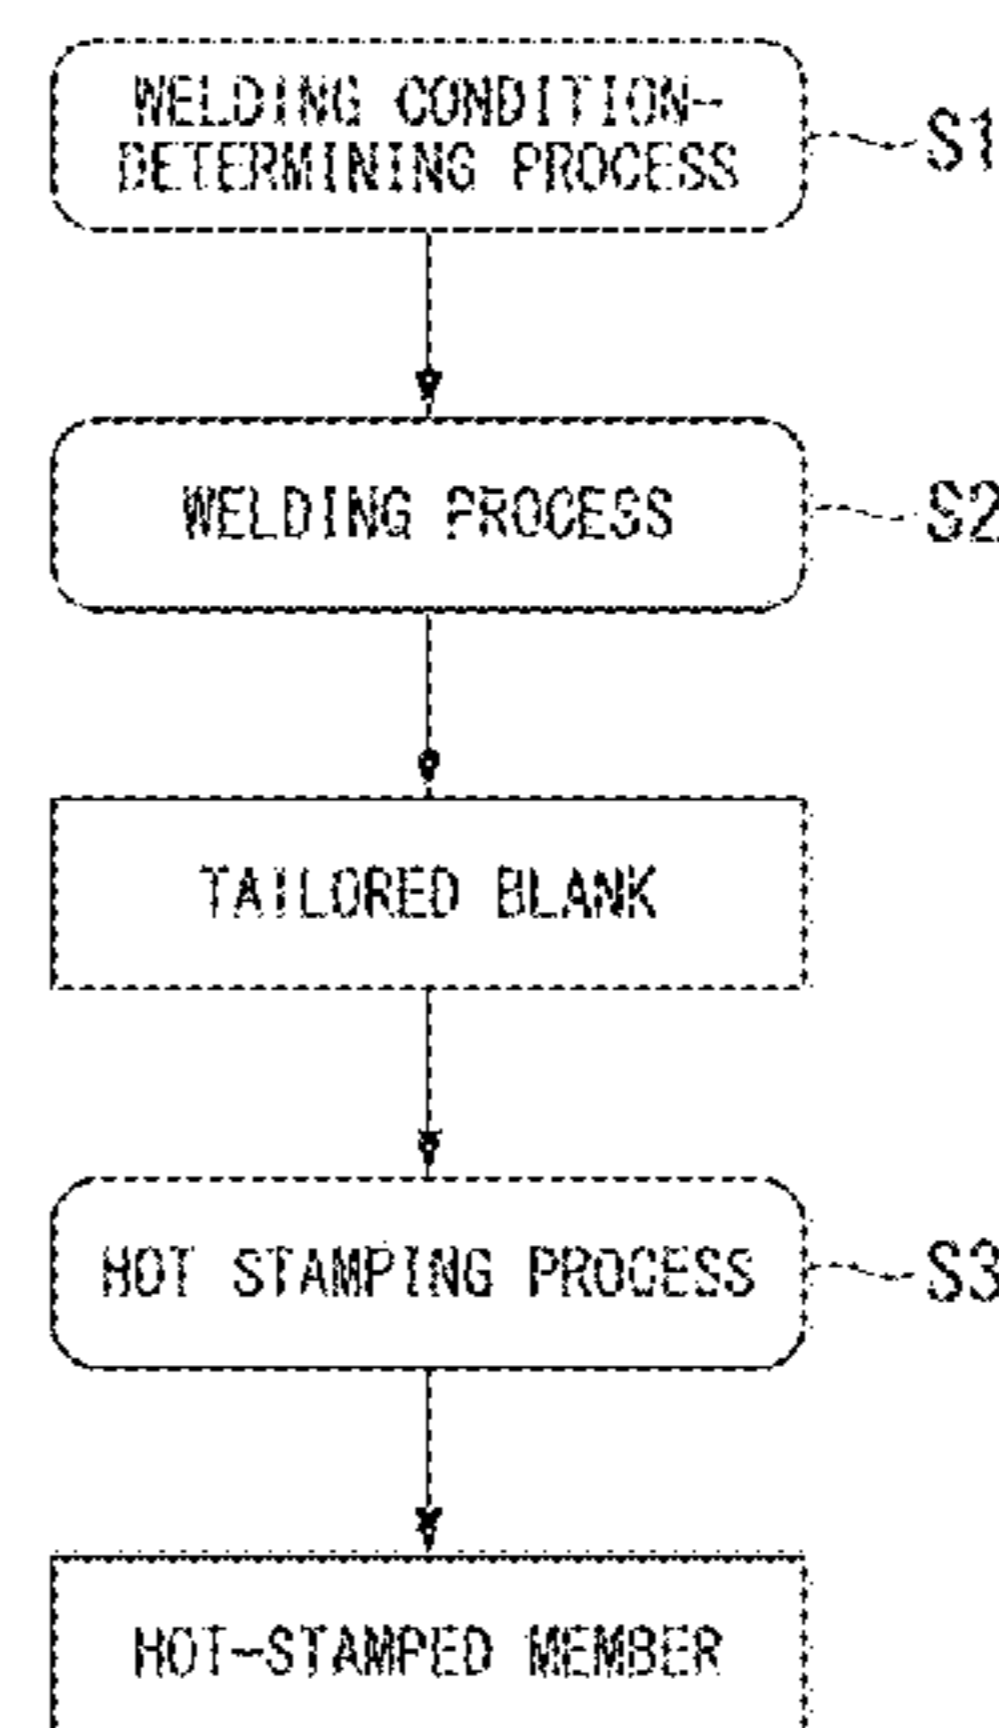 WELDING CONDITION-
DETERMINING PROCESS
S1
WELDING PROCESS
S2
TAILORED BLANK
HOT STAMPING PROCESS
S3
HOT-STAMPED MEMBER